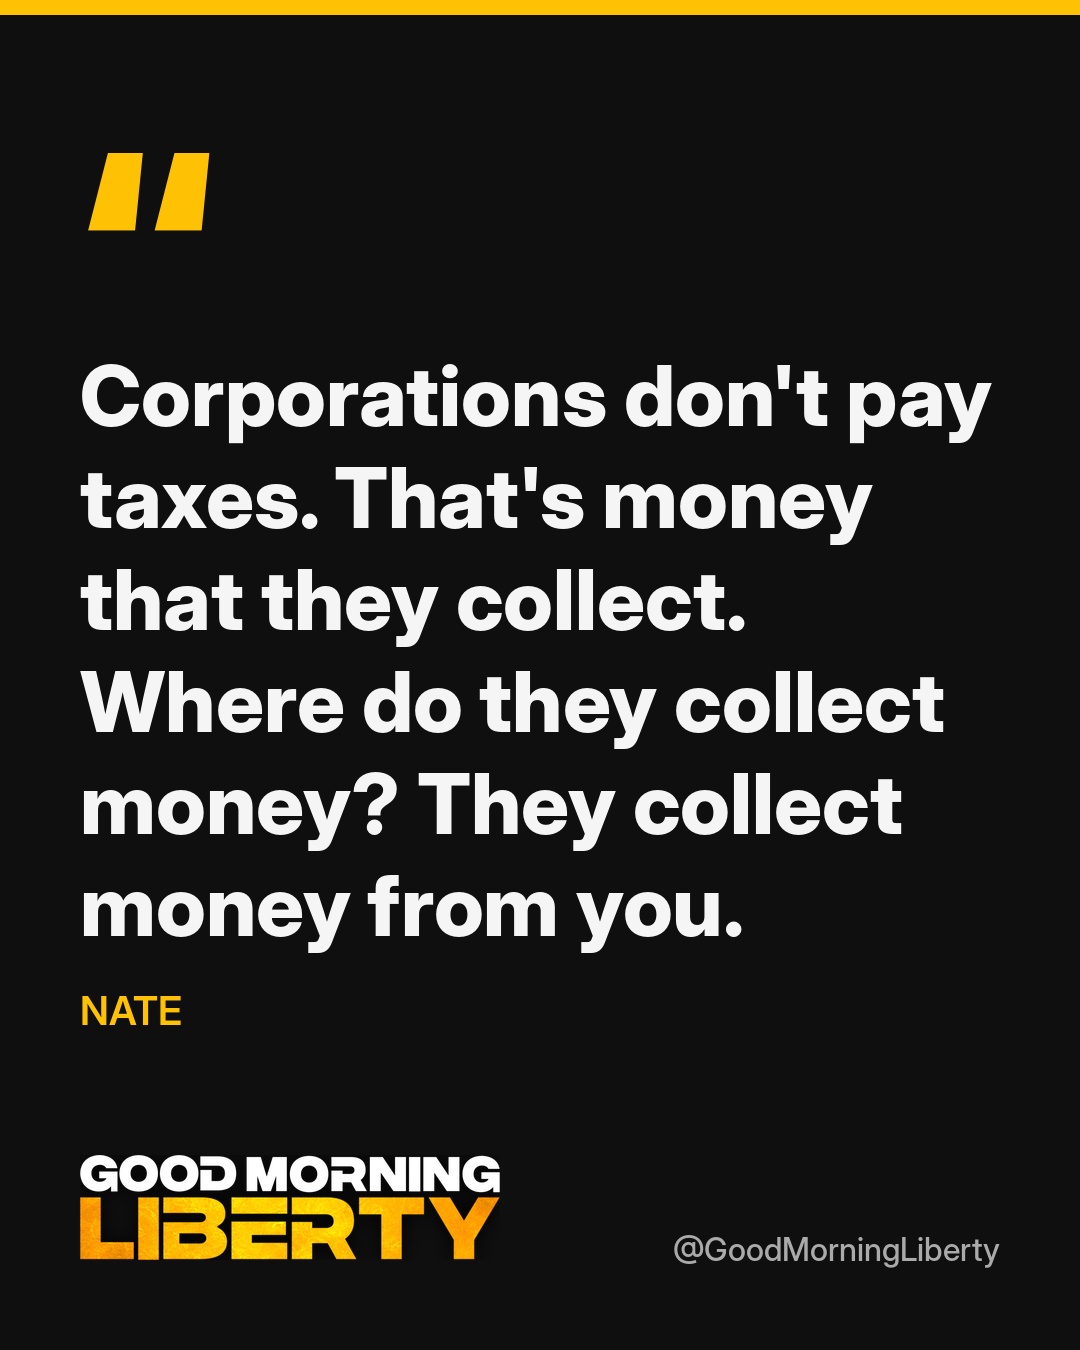 "
Corporations don't pay
taxes. That's money
that they collect.
Where do they collect
money? They collect
money from you.
NATE
GOOD MORNING
LIBERTY
@GoodMorningLiberty